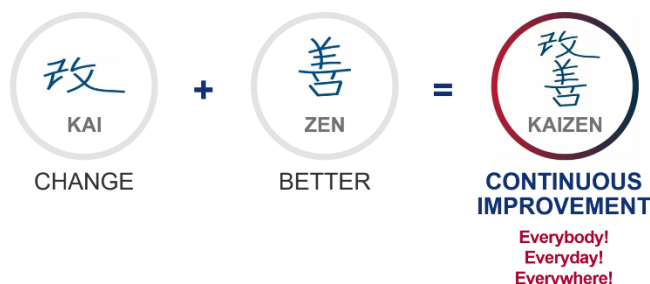 改
KAI
+
善
ZEN
=
改
善
KAIZEN
CHANGE
BETTER
CONTINUOUS
IMPROVEMENT
Everybody!
Everyday!
Everywhere!